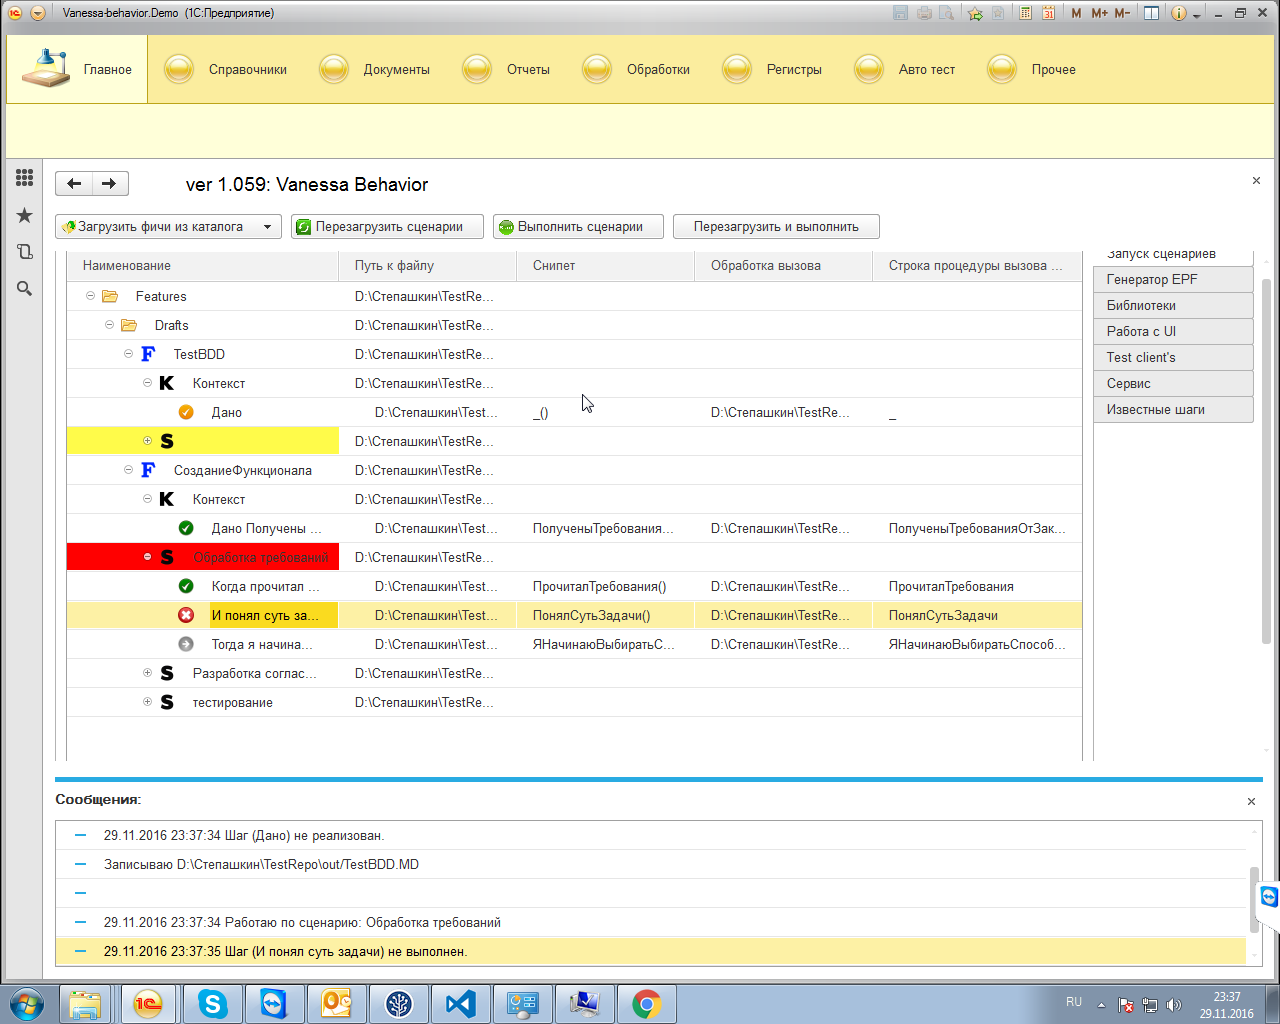 Vanessa-behavior.Demo (1С:Предприятие)
M M+ M-
Главное Справочники Документы Отчеты Обработки Регистры Авто тест Прочее
ver 1.059: Vanessa Behavior
Загрузить фичи из каталога Перезагрузить сценарии Выполнить сценарии Перезагрузить и выполнить
Наименование Путь к файлу Снипет Обработка вызова Строка процедуры вызова ...
Features D:\Степашкин\TestRe...
Drafts D:\Степашкин\TestRe...
F TestBDD D:\Степашкин\TestRe...
K Контекст D:\Степашкин\TestRe...
Дано D:\Степашкин\Test... _() D:\Степашкин\TestRe... _
S D:\Степашкин\TestRe...
F СозданиеФункционала D:\Степашкин\TestRe...
K Контекст D:\Степашкин\TestRe...
Дано Получены ... D:\Степашкин\Test... ПолученыТребования... D:\Степашкин\TestRe... ПолученыТребованияОтЗак...
S Обработка требований D:\Степашкин\TestRe...
Когда прочитал ... D:\Степашкин\Test... ПрочиталТребования() D:\Степашкин\TestRe... ПрочиталТребования
И понял суть за... D:\Степашкин\Test... ПонялСутьЗадачи() D:\Степашкин\TestRe... ПонялСутьЗадачи
Тогда я начина... D:\Степашкин\Test... ЯНачинаюВыбиратьС... D:\Степашкин\TestRe... ЯНачинаюВыбиратьСпособ...
S Разработка соглас... D:\Степашкин\TestRe...
S тестирование D:\Степашкин\TestRe...
Запуск сценариев
Генератор EPF
Библиотеки
Работа с UI
Test client's
Сервис
Известные шаги
Сообщения:
29.11.2016 23:37:34 Шаг (Дано) не реализован.
Записываю D:\Степашкин\TestRepo\out/TestBDD.MD
29.11.2016 23:37:34 Работаю по сценарию: Обработка требований
29.11.2016 23:37:35 Шаг (И понял суть задачи) не выполнен.
RU 23:37
29.11.2016